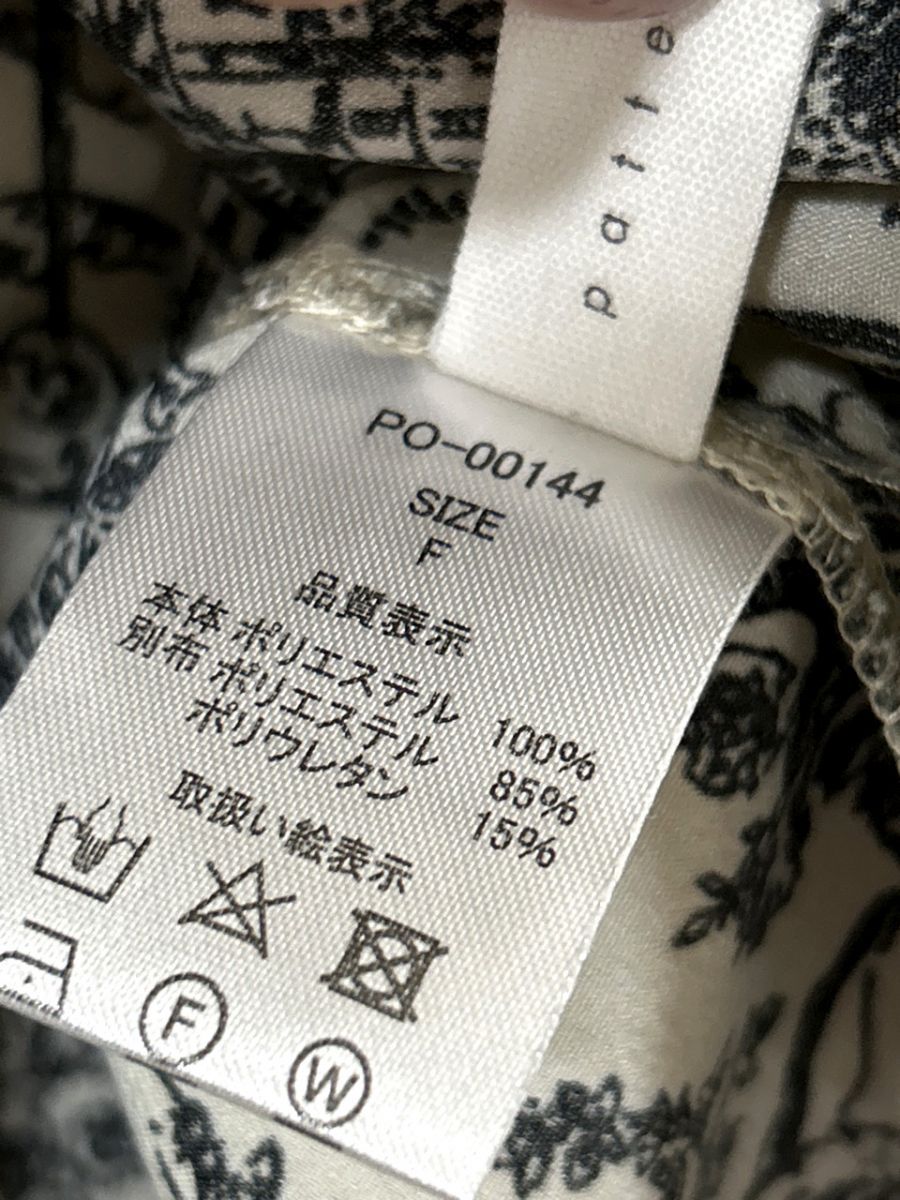 patte
PO-00144
SIZE
F
品質表示
本体 ポリエステル 100%
別布 ポリエステル 85%
ポリウレタン 15%
取扱い絵表示
F
W